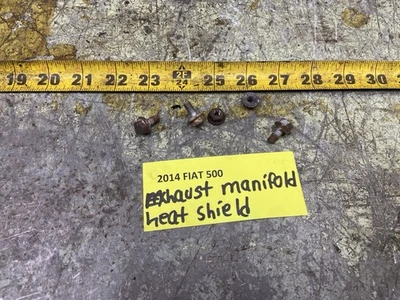 19 20 21 22 23 2F 24 25 26 27 28 29 30
2014 FIAT 500
Exhaust manifold
heat shield